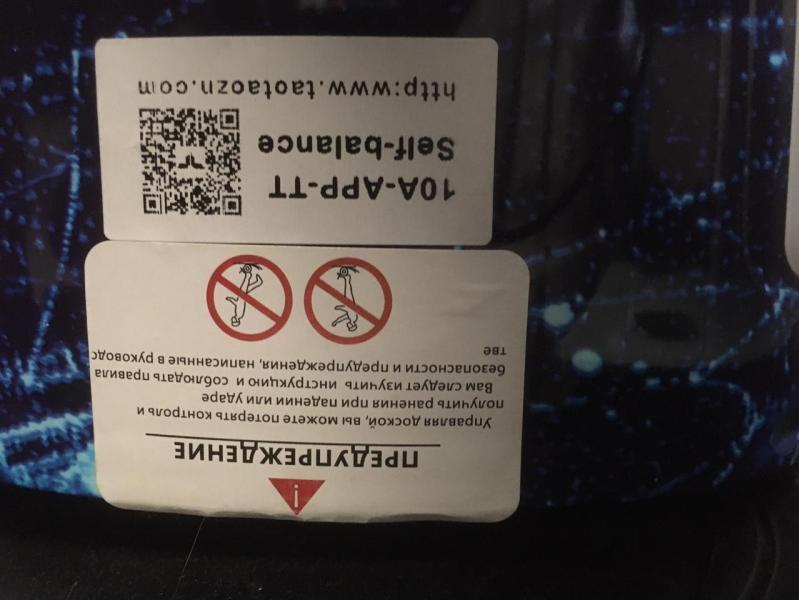 ПРЕДУПРЕЖДЕНИЕ
Управляя доской, вы можете потерять контроль и
получить ранения при падении или ударе
Вам следует изучить инструкцию и соблюдать правила
безопасности и предупреждения, написанные в руководс
тве
10A-APP-TT
Self-balance
http:www.taotaozn.com